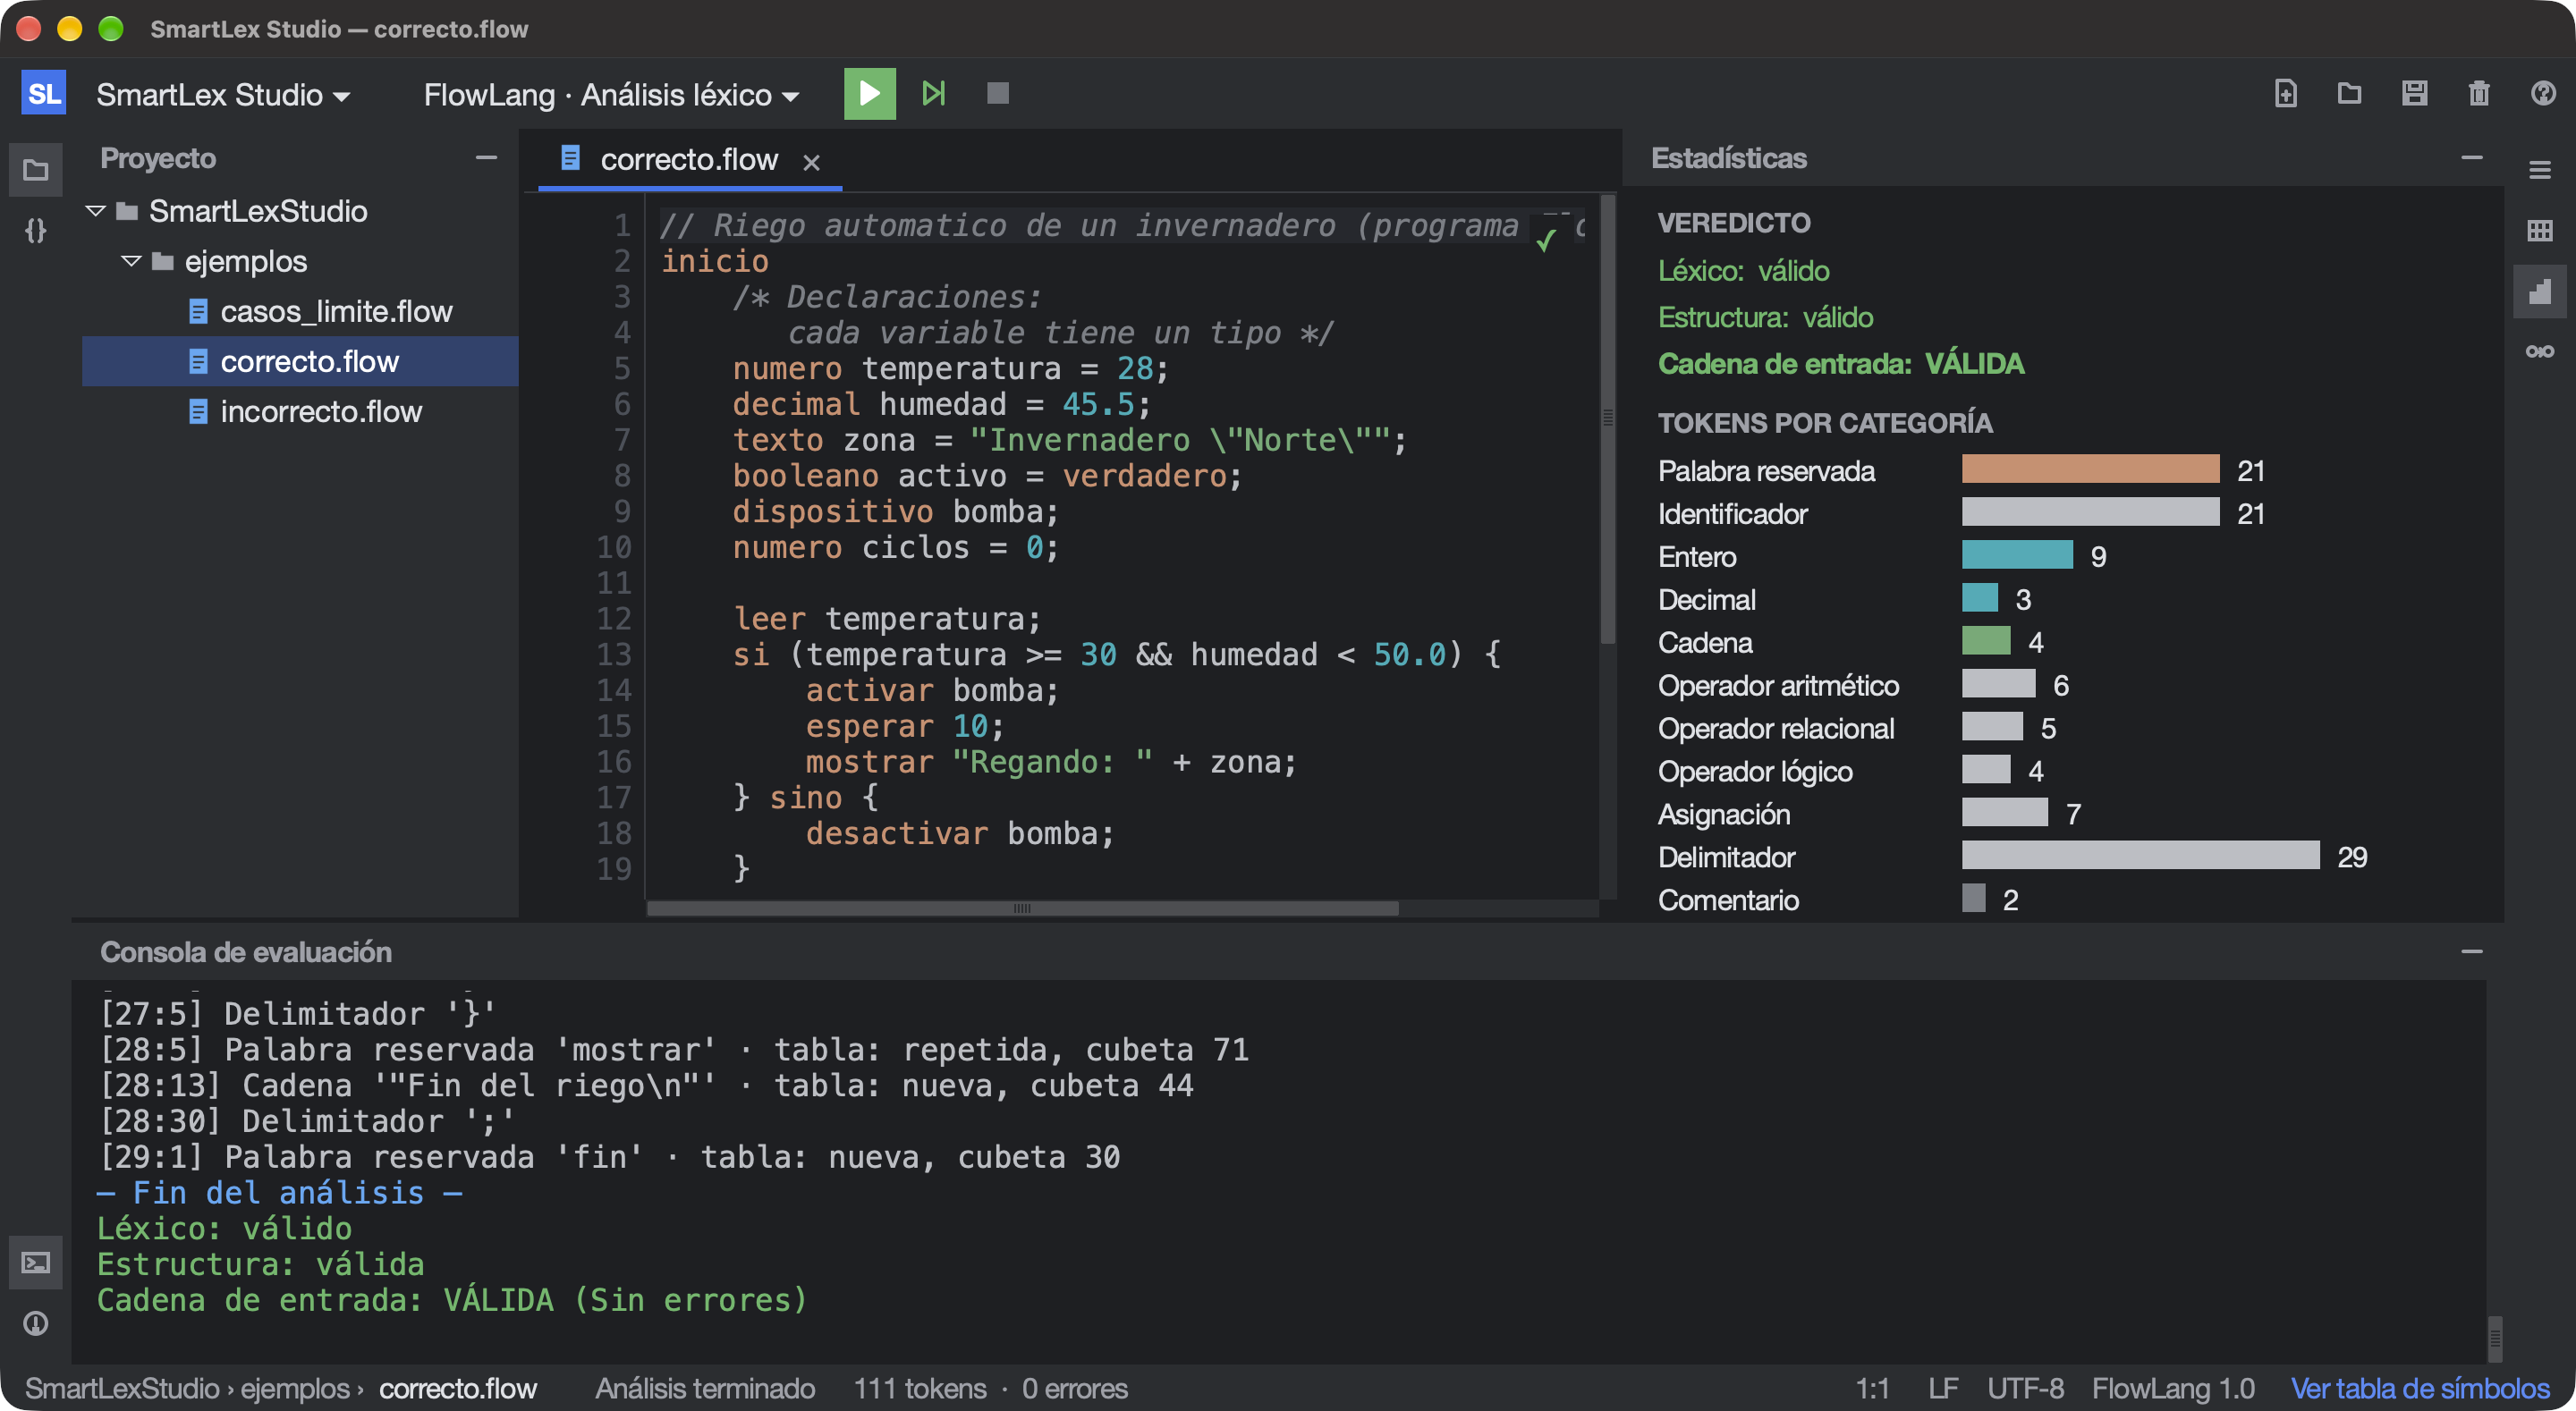 SmartLex Studio — correcto.flow
SL SmartLex Studio FlowLang · Análisis léxico
Proyecto
SmartLexStudio
ejemplos
casos_limite.flow
correcto.flow
incorrecto.flow
correcto.flow ×
1 // Riego automatico de un invernadero (programa
2 inicio
3 /* Declaraciones:
4 cada variable tiene un tipo */
5 numero temperatura = 28;
6 decimal humedad = 45.5;
7 texto zona = "Invernadero \"Norte\"";
8 booleano activo = verdadero;
9 dispositivo bomba;
10 numero ciclos = 0;
11
12 leer temperatura;
13 si (temperatura >= 30 && humedad < 50.0) {
14 activar bomba;
15 esperar 10;
16 mostrar "Regando: " + zona;
17 } sino {
18 desactivar bomba;
19 }
Estadísticas
VEREDICTO
Léxico: válido
Estructura: válido
Cadena de entrada: VÁLIDA
TOKENS POR CATEGORÍA
Palabra reservada 21
Identificador 21
Entero 9
Decimal 3
Cadena 4
Operador aritmético 6
Operador relacional 5
Operador lógico 4
Asignación 7
Delimitador 29
Comentario 2
Consola de evaluación
[27:5] Delimitador '}'
[28:5] Palabra reservada 'mostrar' · tabla: repetida, cubeta 71
[28:13] Cadena '"Fin del riego\n"' · tabla: nueva, cubeta 44
[28:30] Delimitador ';'
[29:1] Palabra reservada 'fin' · tabla: nueva, cubeta 30
— Fin del análisis —
Léxico: válido
Estructura: válida
Cadena de entrada: VÁLIDA (Sin errores)
SmartLexStudio › ejemplos › correcto.flow Análisis terminado 111 tokens · 0 errores 1:1 LF UTF-8 FlowLang 1.0 Ver tabla de símbolos